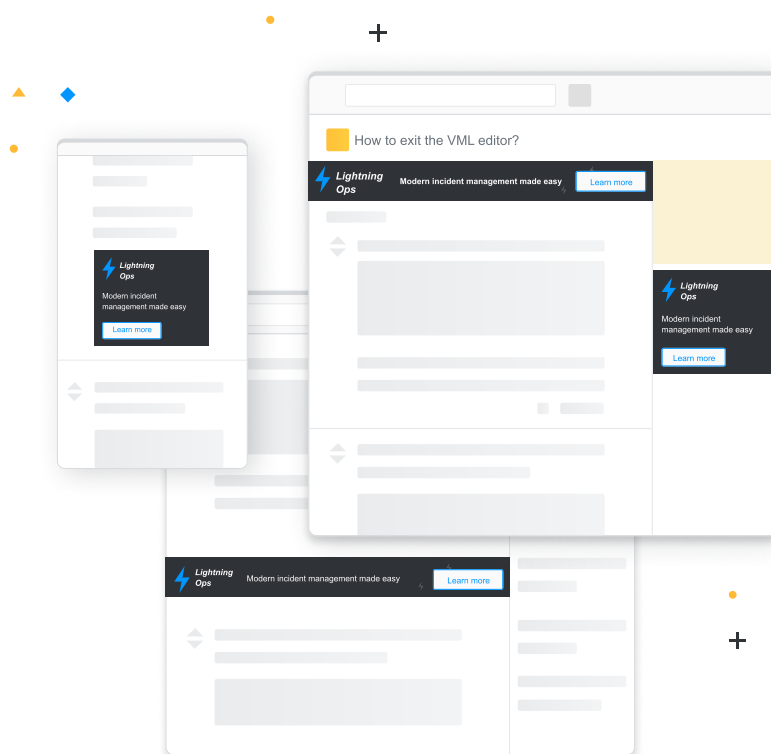 How to exit the VML editor?
Lightning
Ops
Modern incident management made easy
Learn more
Lightning
Ops
Modern incident
management made easy
Learn more
Lightning
Ops
Modern incident
management made easy
Learn more
Lightning
Ops
Modern incident management made easy
Learn more